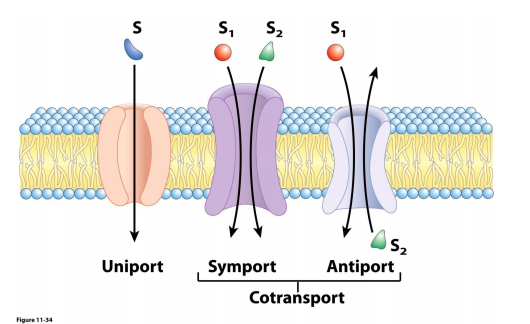 S
S1 S2
S1
S2
Uniport Symport Antiport
Cotransport
Figure 11-34